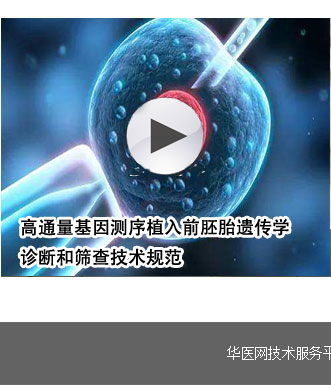 高通量基因测序植入前胚胎遗传学
诊断和筛查技术规范
华医网技术服务平